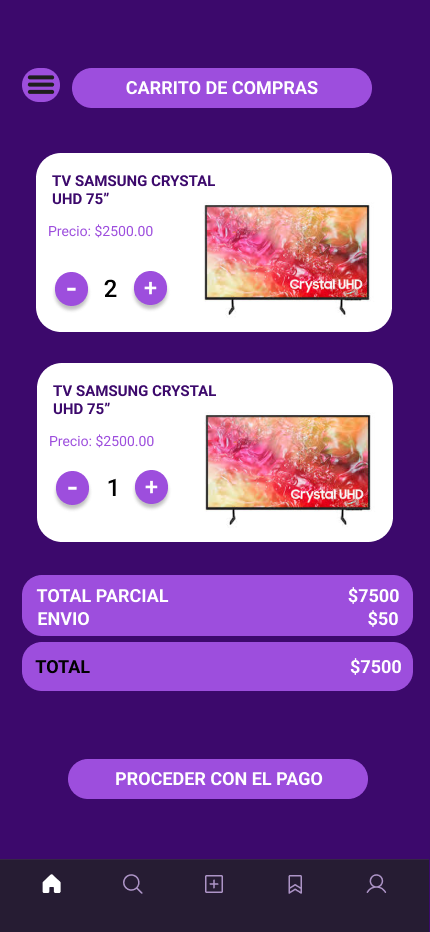 CARRITO DE COMPRAS
TV SAMSUNG CRYSTAL
UHD 75”
Precio: $2500.00
- 2 +
Crystal UHD
TV SAMSUNG CRYSTAL
UHD 75”
Precio: $2500.00
- 1 +
Crystal UHD
TOTAL PARCIAL $7500
ENVIO $50
TOTAL $7500
PROCEDER CON EL PAGO